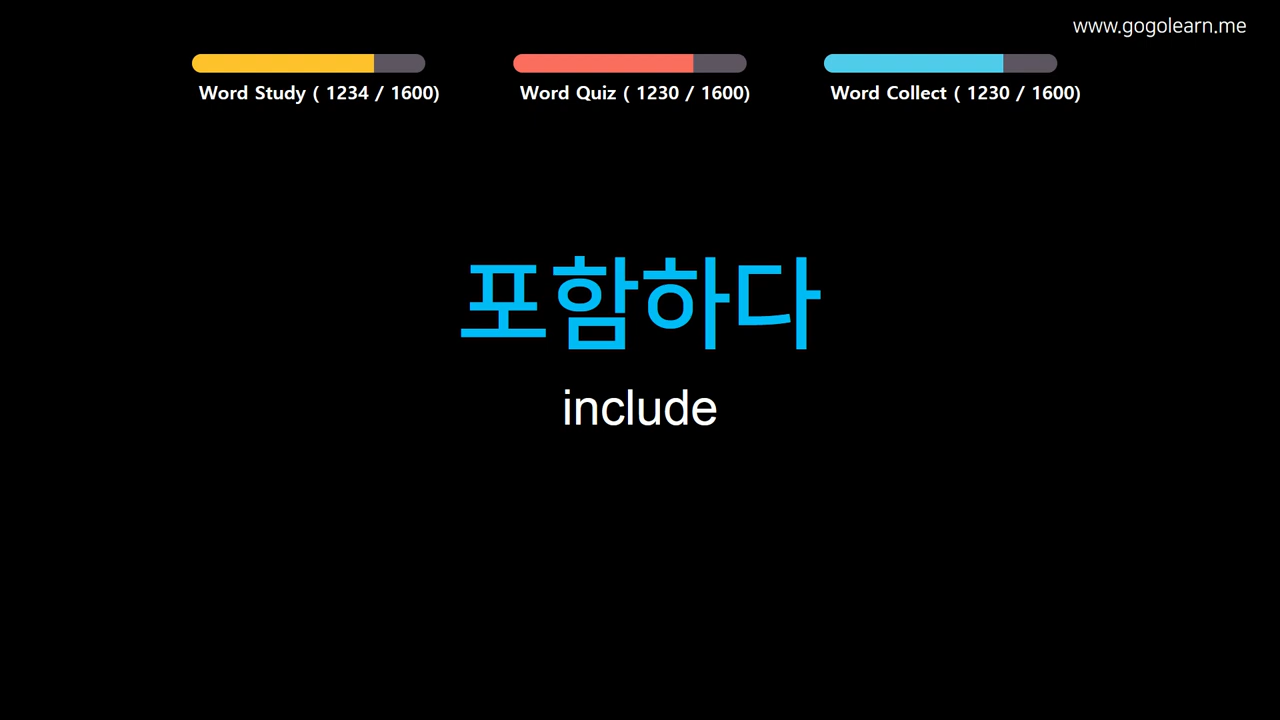 www.gogolearn.me
Word Study ( 1234 / 1600)
Word Quiz ( 1230 / 1600)
Word Collect ( 1230 / 1600)
포함하다
include